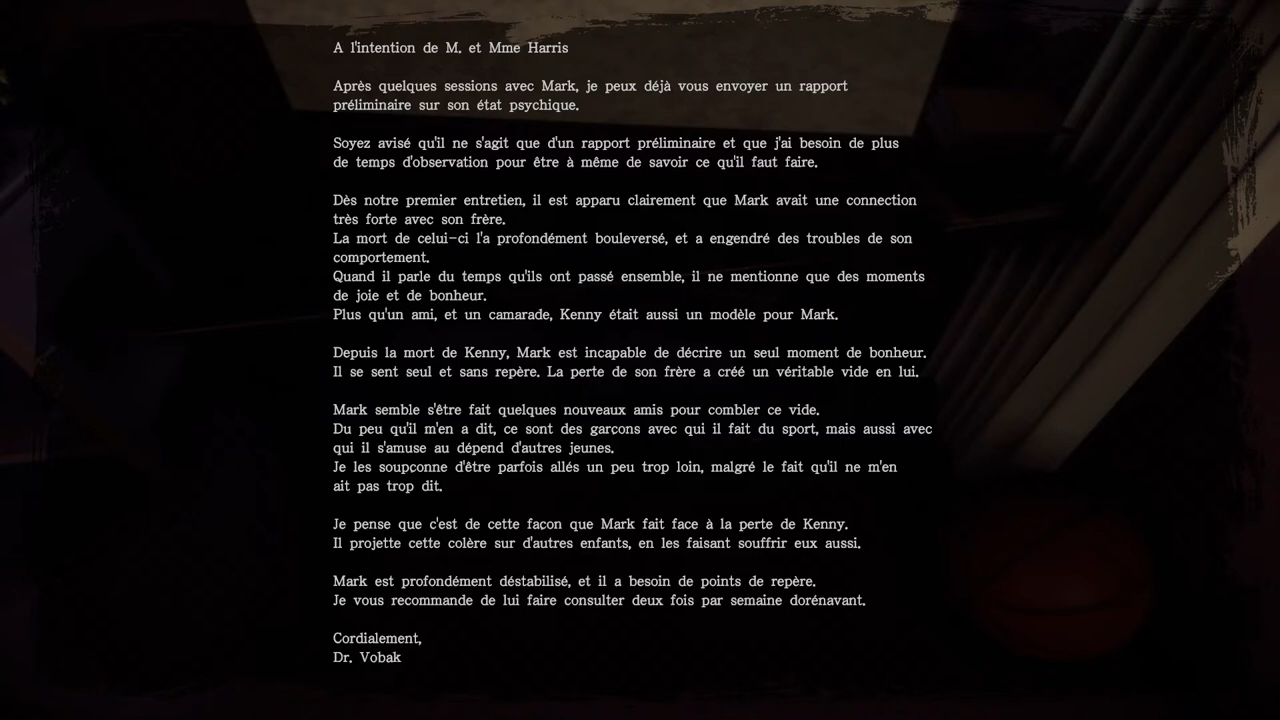 A l'intention de M. et Mme Harris
Après quelques sessions avec Mark, je peux déjà vous envoyer un rapport
préliminaire sur son état psychique.
Soyez avisé qu'il ne s'agit que d'un rapport préliminaire et que j'ai besoin de plus
de temps d'observation pour être à même de savoir ce qu'il faut faire.
Dès notre premier entretien, il est apparu clairement que Mark avait une connection
très forte avec son frère.
La mort de celui-ci l'a profondément bouleversé, et a engendré des troubles de son
comportement.
Quand il parle du temps qu'ils ont passé ensemble, il ne mentionne que des moments
de joie et de bonheur.
Plus qu'un ami, et un camarade, Kenny était aussi un modèle pour Mark.
Depuis la mort de Kenny, Mark est incapable de décrire un seul moment de bonheur.
Il se sent seul et sans repère. La perte de son frère a créé un véritable vide en lui.
Mark semble s'être fait quelques nouveaux amis pour combler ce vide.
Du peu qu'il m'en a dit, ce sont des garçons avec qui il fait du sport, mais aussi avec
qui il s'amuse au dépend d'autres jeunes.
Je les soupçonne d'être parfois allés un peu trop loin, malgré le fait qu'il ne m'en
ait pas trop dit.
Je pense que c'est de cette façon que Mark fait face à la perte de Kenny.
Il projette cette colère sur d'autres enfants, en les faisant souffrir eux aussi.
Mark est profondément déstabilisé, et il a besoin de points de repère.
Je vous recommande de lui faire consulter deux fois par semaine dorénavant.
Cordialement,
Dr. Vobak